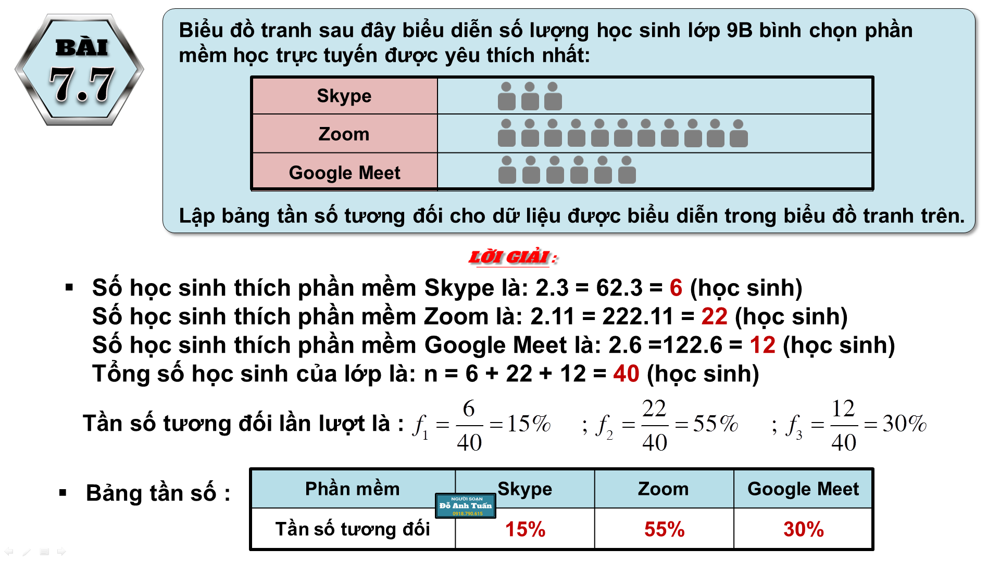 BÀI
7.7
Biểu đồ tranh sau đây biểu diễn số lượng học sinh lớp 9B bình chọn phần
mềm học trực tuyến được yêu thích nhất:
Skype
Zoom
Google Meet
Lập bảng tần số tương đối cho dữ liệu được biểu diễn trong biểu đồ tranh trên.
LỜI GIẢI :
▪ Số học sinh thích phần mềm Skype là: 2.3 = 62.3 = 6 (học sinh)
Số học sinh thích phần mềm Zoom là: 2.11 = 222.11 = 22 (học sinh)
Số học sinh thích phần mềm Google Meet là: 2.6 =122.6 = 12 (học sinh)
Tổng số học sinh của lớp là: n = 6 + 22 + 12 = 40 (học sinh)
Tần số tương đối lần lượt là : f₁ = 6/40 = 15% ; f₂ = 22/40 = 55% ; f₃ = 12/40 = 30%
▪ Bảng tần số :
Phần mềm Skype Zoom Google Meet
NGƯỜI SOẠN
Đỗ Anh Tuấn
0918.790.615
Tần số tương đối 15% 55% 30%